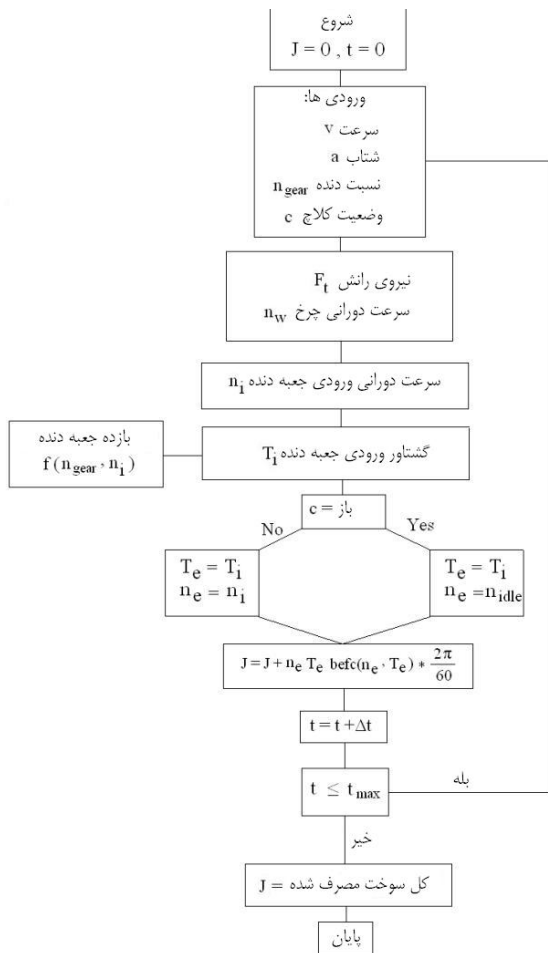 شروع
J = 0 , t = 0
ورودی ها:
سرعت v
شتاب a
نسبت دنده n_gear
وضعیت کلاچ c
نیروی رانش F_t
سرعت دورانی چرخ n_w
سرعت دورانی ورودی جعبه دنده n_i
بازده جعبه دنده
f ( n_gear , n_i )
گشتاور ورودی جعبه دنده T_i
c = باز
No
Yes
T_e = T_i
n_e = n_i
T_e = T_i
n_e = n_idle
J = J + n_e T_e befc(n_e , T_e) * 2π/60
t = t + Δt
t ≤ t_max
بله
خیر
کل سوخت مصرف شده = J
پایان